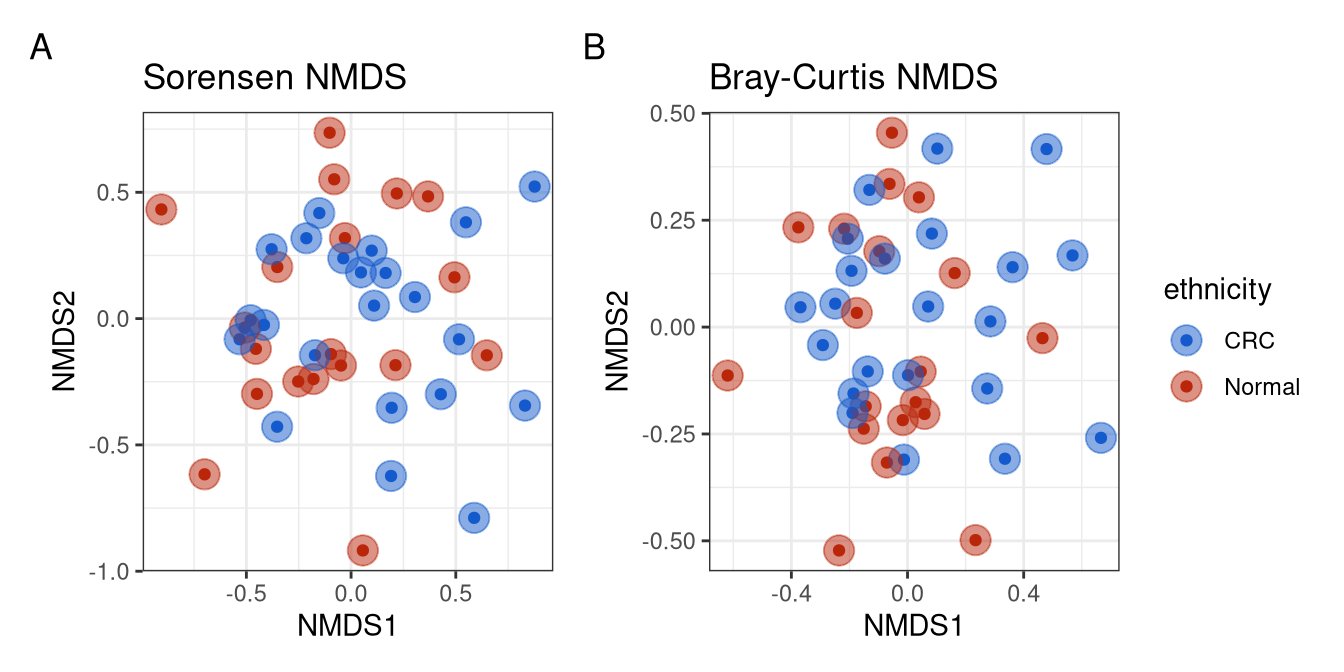 A
Sorensen NMDS
NMDS2
0.5
0.0
-0.5
-1.0
-0.5 0.0 0.5
NMDS1
B
Bray-Curtis NMDS
NMDS2
0.50
0.25
0.00
-0.25
-0.50
-0.4 0.0 0.4
NMDS1
ethnicity
CRC
Normal